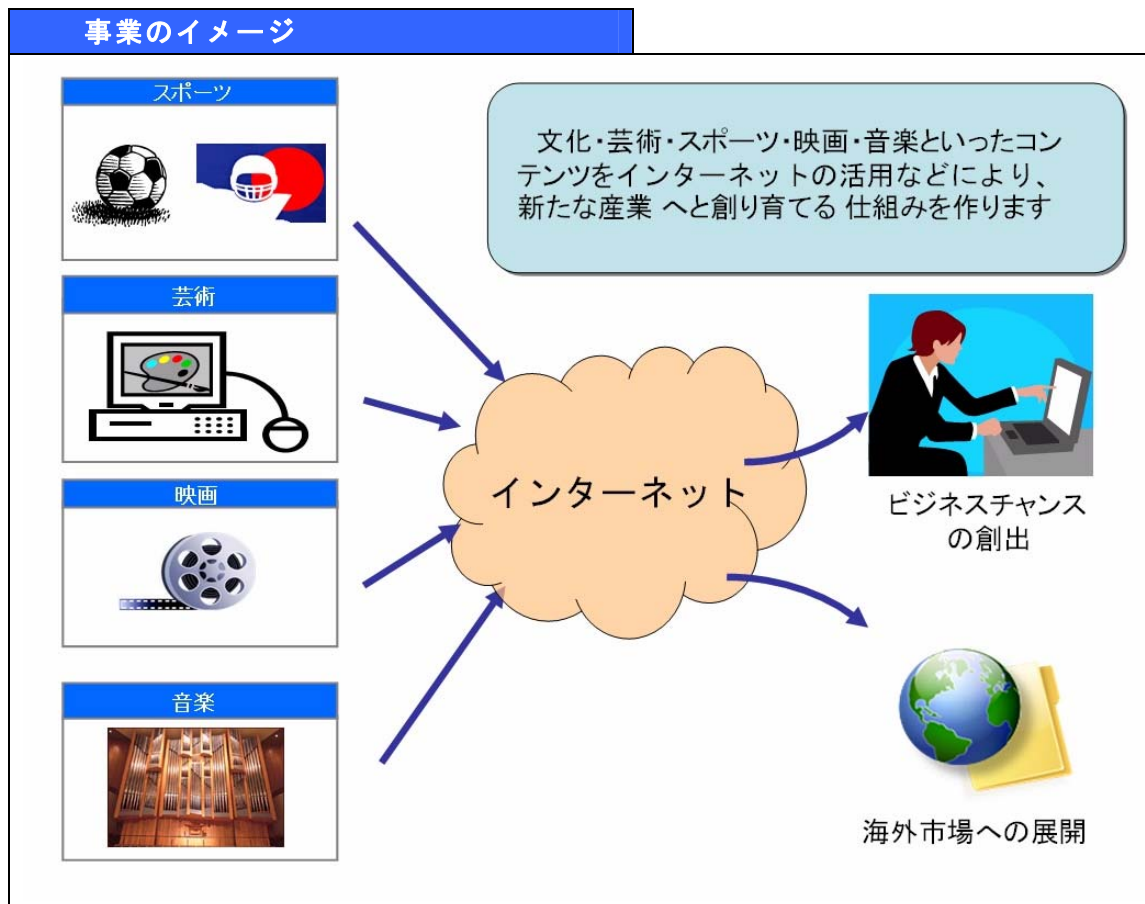 事業のイメージ
スポーツ
文化・芸術・スポーツ・映画・音楽といったコン
テンツをインターネットの活用などにより、
新たな産業 へと創り育てる 仕組みを作ります
芸術
映画
インターネット
ビジネスチャンス
の創出
音楽
海外市場への展開